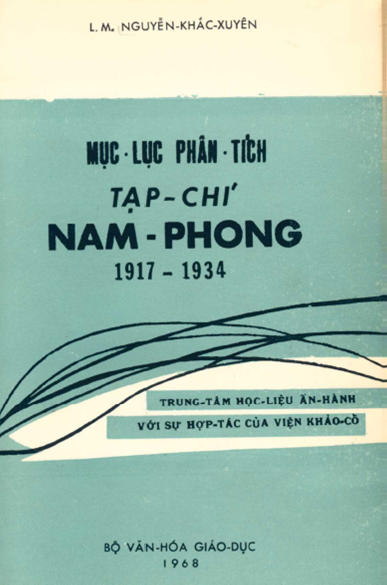 L. M. NGUYỄN-KHẮC-XUYÊN
MỤC · LỤC PHÂN · TÍCH
TẠP-CHÍ
NAM-PHONG
1917 - 1934
TRUNG-TÂM HỌC-LIỆU ẤN-HÀNH
VỚI SỰ HỢP-TÁC CỦA VIỆN KHẢO-CỔ
BỘ VĂN-HÓA GIÁO-DỤC
1968